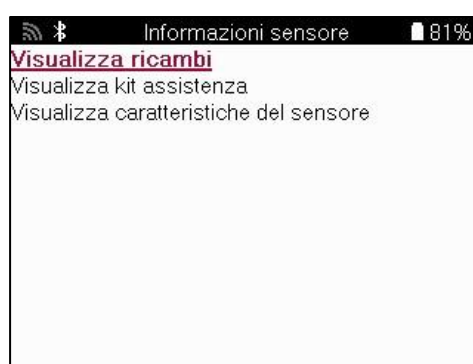 Informazioni sensore 81%
Visualizza ricambi
Visualizza kit assistenza
Visualizza caratteristiche del sensore